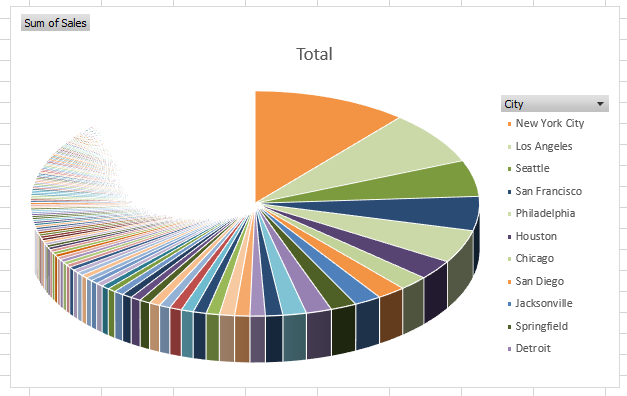 Sum of Sales
Total
City
New York City
Los Angeles
Seattle
San Francisco
Philadelphia
Houston
Chicago
San Diego
Jacksonville
Springfield
Detroit